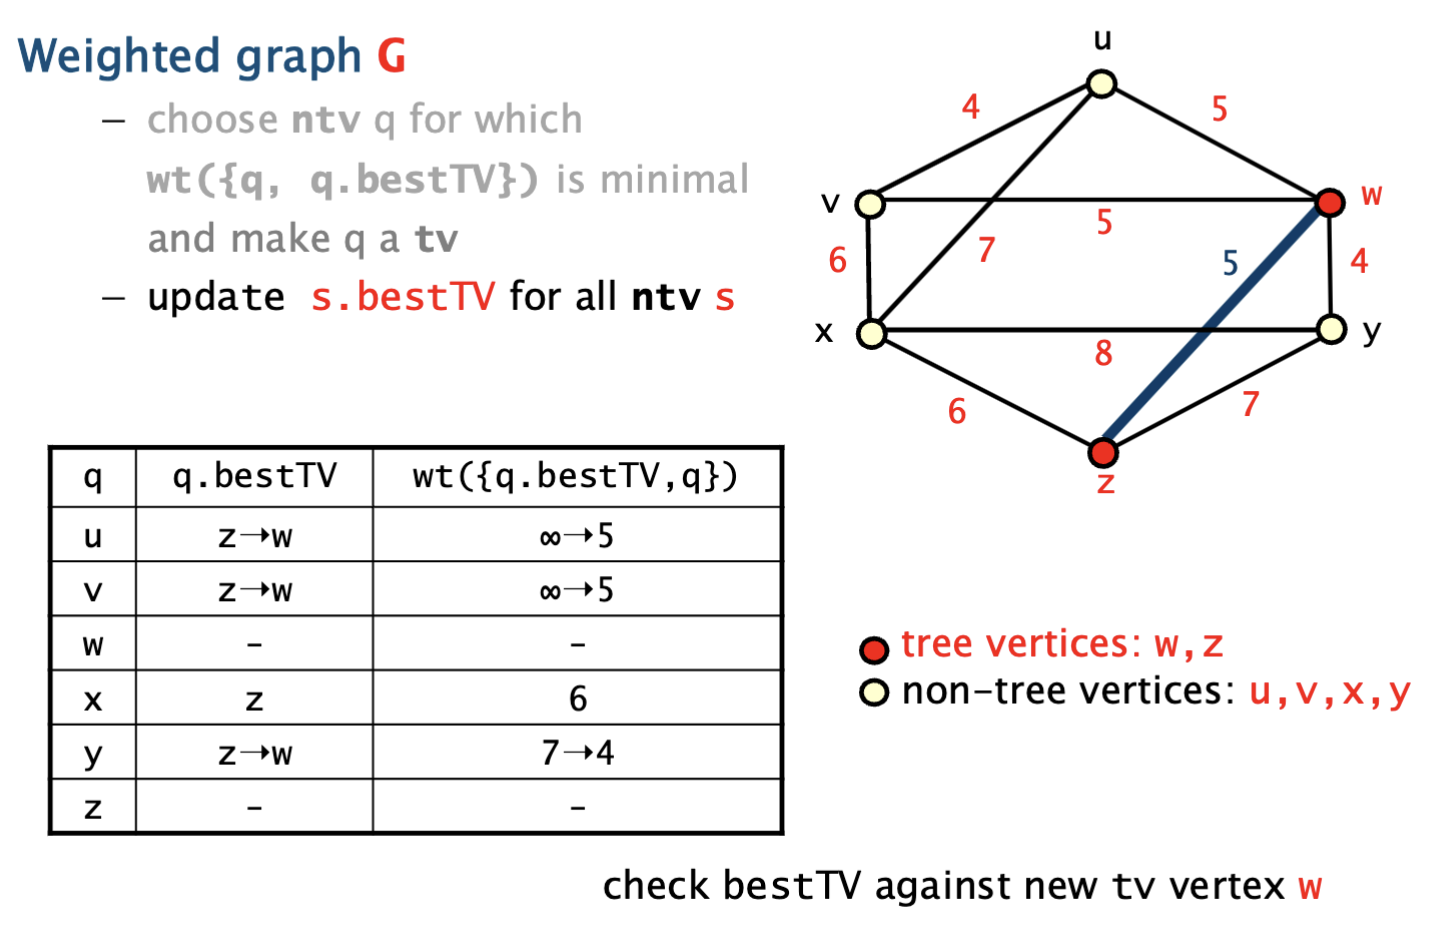 Weighted graph G
– choose ntv q for which
wt({q, q.bestTV}) is minimal
and make q a tv
– update s.bestTV for all ntv s
u
4
5
v
w
5
6
7
5
4
x
y
8
6
7
z
q q.bestTV wt({q.bestTV,q})
u z→w ∞→5
v z→w ∞→5
w – –
x z 6
y z→w 7→4
z – –
tree vertices: w,z
non-tree vertices: u,v,x,y
check bestTV against new tv vertex w